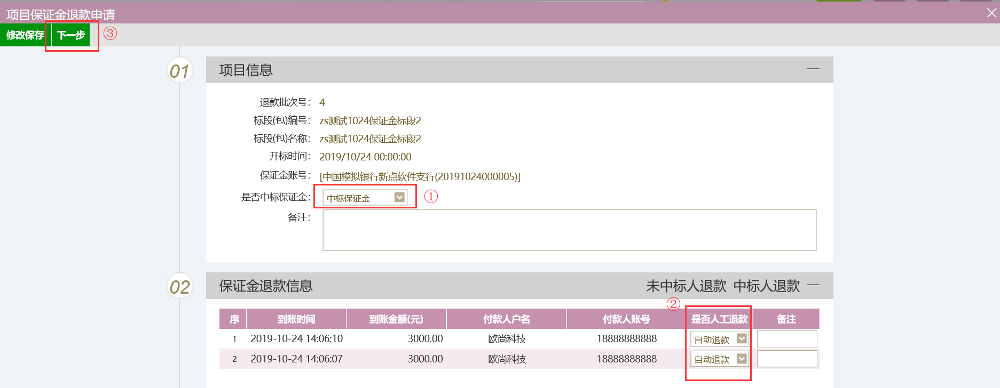 项目保证金退款申请
修改保存 下一步 ③
01 项目信息
退款批次号： 4
标段(包)编号： zs测试1024保证金标段2
标段(包)名称： zs测试1024保证金标段2
开标时间： 2019/10/24 00:00:00
保证金账号： [中国模拟银行新点软件支行(20191024000005)]
是否中标保证金： 中标保证金 ①
备注：
02 保证金退款信息 未中标人退款 中标人退款
②
序 到账时间 到账金额(元) 付款人户名 付款人账号 是否人工退款 备注
1 2019-10-24 14:06:10 3000.00 欧尚科技 18888888888 自动退款
2 2019-10-24 14:06:07 3000.00 欧尚科技 18888888888 自动退款